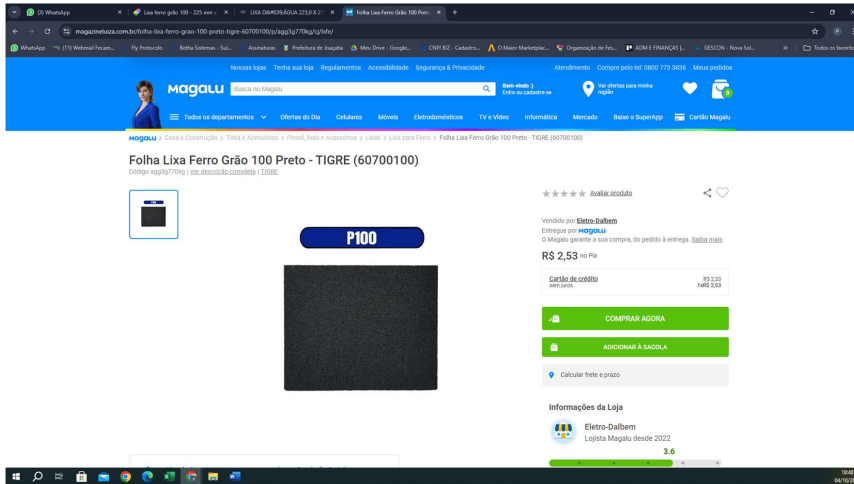 (3) WhatsApp
Lixa ferro grão 100 - 225 mm x
LIXA D&#039;ÁGUA 225,0 X 27
Folha Lixa Ferro Grão 100 Preto
magazineluiza.com.br/folha-lixa-ferro-grao-100-preto-tigre-60700100/p/agg3g770kg/cj/lxfe/
WhatsApp
(11) Webmail Fecam...
Fly Protocolo
Betha Sistemas - Sui...
Assinaturas
Prefeitura de Joaçaba
Meu Drive - Google...
CNPJ BIZ - Cadastro...
O Maior Marketplac...
Organização de Fes...
ADM E FINANÇAS |...
GESCON - Nova Sol...
Todos os favoritos
Nossas lojas Tenha sua loja Regulamentos Acessibilidade Segurança & Privacidade
Atendimento Compre pelo tel: 0800 773 3838 Meus pedidos
Magalu
Busca no Magalu
Bem-vindo :)
Entre ou cadastre-se
Ver ofertas para minha
região
0
Todos os departamentos Ofertas do Dia Celulares Móveis Eletrodomésticos TV e Vídeo Informática Mercado Baixe o SuperApp Cartão Magalu
Magalu > Casa e Construção > Tinta e Acessórios > Pincel, Rolo e Acessórios > Lixas > Lixa para Ferro > Folha Lixa Ferro Grão 100 Preto - TIGRE (60700100)
Folha Lixa Ferro Grão 100 Preto - TIGRE (60700100)
Código agg3g770kg | Ver descrição completa | TIGRE
P100
Avaliar produto
Vendido por Eletro-Dalbem
Entregue por Magalu
O Magalu garante a sua compra, do pedido à entrega. Saiba mais
R$ 2,53 no Pix
Cartão de crédito
sem juros
R$ 2,53
1xR$ 2,53
COMPRAR AGORA
ADICIONAR À SACOLA
Calcular frete e prazo
Informações da Loja
Eletro-Dalbem
Lojista Magalu desde 2022
3.6
18:48